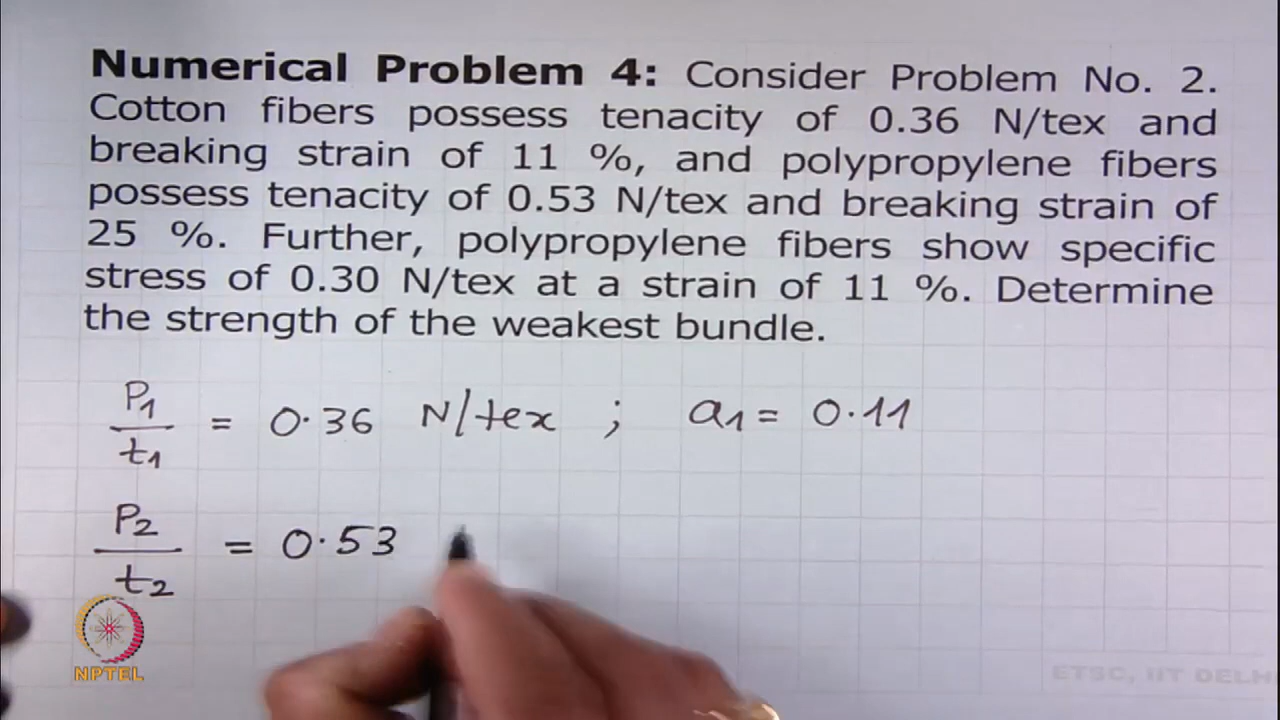 Numerical Problem 4: Consider Problem No. 2.
Cotton fibers possess tenacity of 0.36 N/tex and
breaking strain of 11 %, and polypropylene fibers
possess tenacity of 0.53 N/tex and breaking strain of
25 %. Further, polypropylene fibers show specific
stress of 0.30 N/tex at a strain of 11 %. Determine
the strength of the weakest bundle.
P1/t1 = 0.36 N/tex ; a1 = 0.11
P2/t2 = 0.53
NPTEL
ETSC, IIT DELH